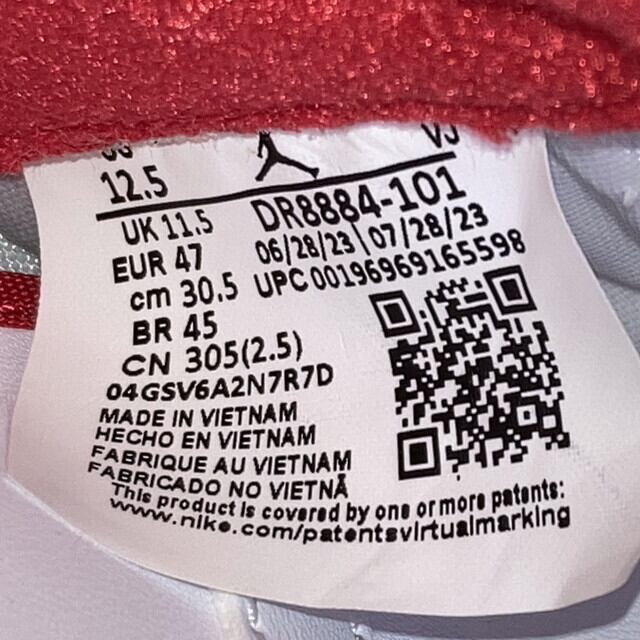 12.5
UK 11.5
EUR 47
cm 30.5
BR 45
CN 305(2.5)
DR8884-101
06/28/23\07/28/23
UPC 00196969165598
04GSV6A2N7R7D
MADE IN VIETNAM
HECHO EN VIETNAM
FABRIQUE AU VIETNAM
FABRICADO NO VIETNÃ
This product is covered by one or more patents:
www.nike.com/patentsvirtualmarking